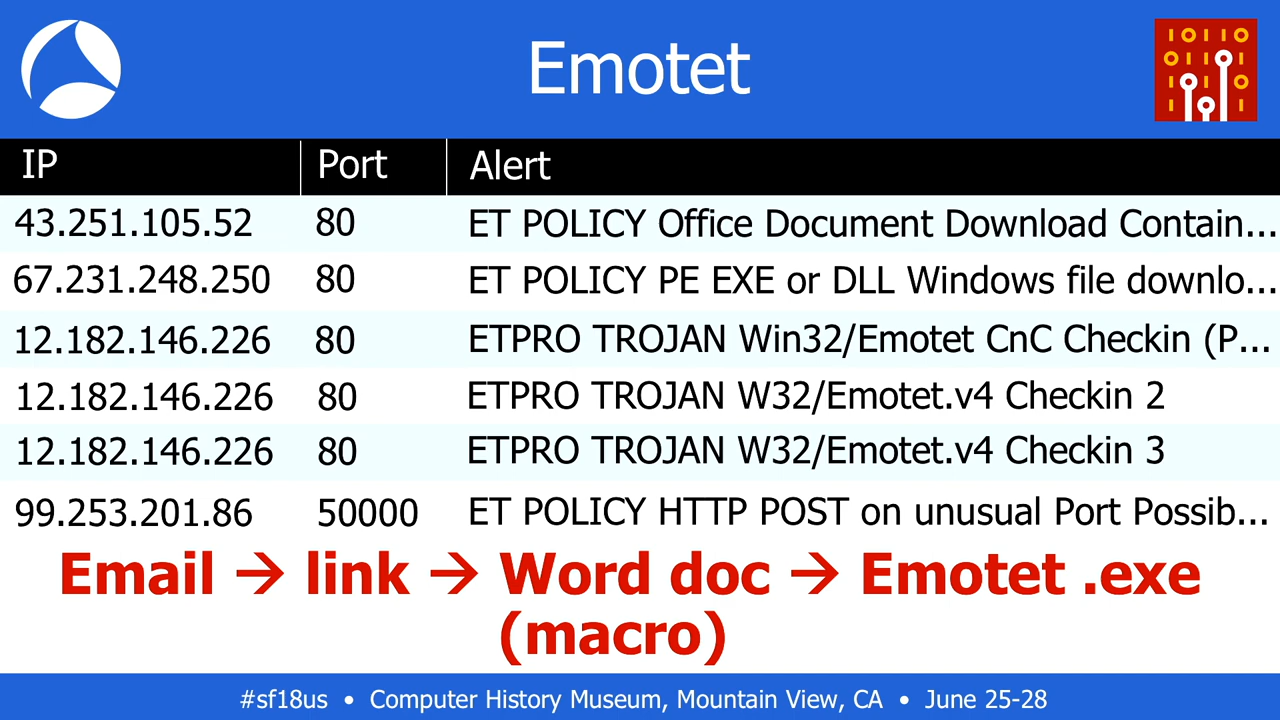 Emotet
IP Port Alert
43.251.105.52 80 ET POLICY Office Document Download Contain...
67.231.248.250 80 ET POLICY PE EXE or DLL Windows file downlo...
12.182.146.226 80 ETPRO TROJAN Win32/Emotet CnC Checkin (P...
12.182.146.226 80 ETPRO TROJAN W32/Emotet.v4 Checkin 2
12.182.146.226 80 ETPRO TROJAN W32/Emotet.v4 Checkin 3
99.253.201.86 50000 ET POLICY HTTP POST on unusual Port Possib...
Email → link → Word doc → Emotet .exe
(macro)
#sf18us • Computer History Museum, Mountain View, CA • June 25-28